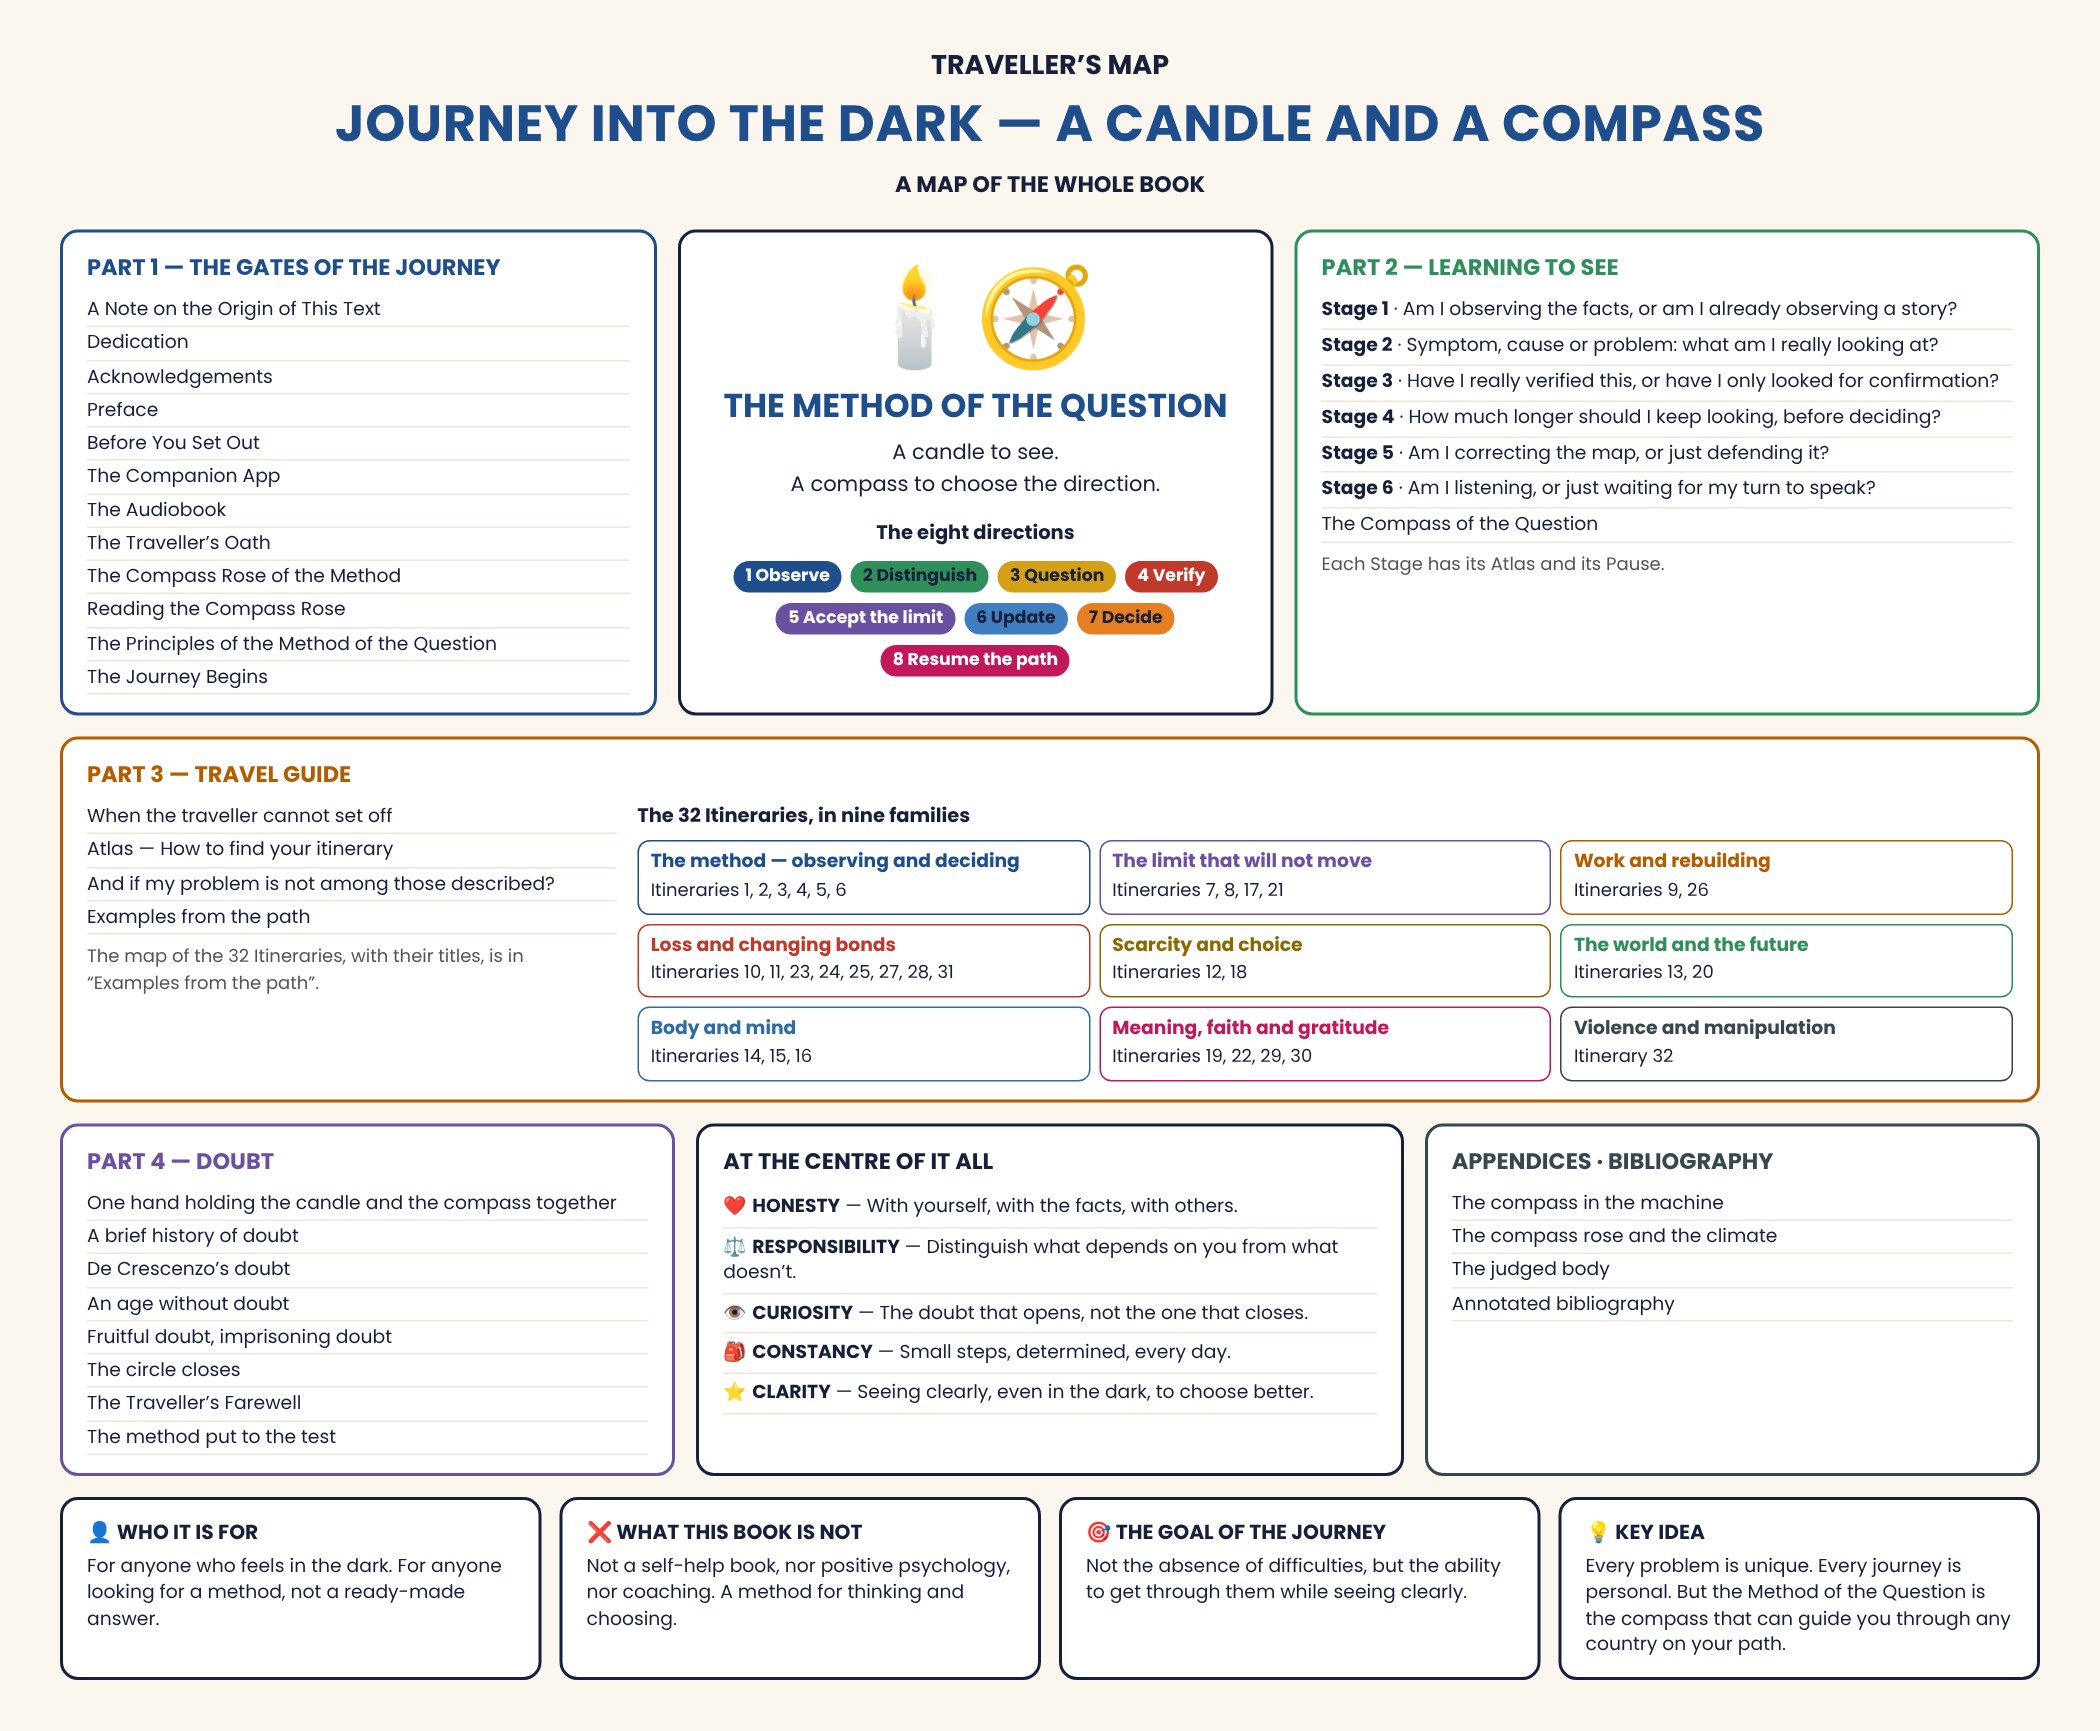 TRAVELLER’S MAP
JOURNEY INTO THE DARK — A CANDLE AND A COMPASS
A MAP OF THE WHOLE BOOK
PART 1 — THE GATES OF THE JOURNEY
A Note on the Origin of This Text
Dedication
Acknowledgements
Preface
Before You Set Out
The Companion App
The Audiobook
The Traveller’s Oath
The Compass Rose of the Method
Reading the Compass Rose
The Principles of the Method of the Question
The Journey Begins
THE METHOD OF THE QUESTION
A candle to see.
A compass to choose the direction.
The eight directions
1 Observe 2 Distinguish 3 Question 4 Verify
5 Accept the limit 6 Update 7 Decide
8 Resume the path
PART 2 — LEARNING TO SEE
Stage 1 · Am I observing the facts, or am I already observing a story?
Stage 2 · Symptom, cause or problem: what am I really looking at?
Stage 3 · Have I really verified this, or have I only looked for confirmation?
Stage 4 · How much longer should I keep looking, before deciding?
Stage 5 · Am I correcting the map, or just defending it?
Stage 6 · Am I listening, or just waiting for my turn to speak?
The Compass of the Question
Each Stage has its Atlas and its Pause.
PART 3 — TRAVEL GUIDE
When the traveller cannot set off
Atlas — How to find your itinerary
And if my problem is not among those described?
Examples from the path
The map of the 32 Itineraries, with their titles, is in
“Examples from the path”.
The 32 Itineraries, in nine families
The method — observing and deciding
Itineraries 1, 2, 3, 4, 5, 6
The limit that will not move
Itineraries 7, 8, 17, 21
Work and rebuilding
Itineraries 9, 26
Loss and changing bonds
Itineraries 10, 11, 23, 24, 25, 27, 28, 31
Scarcity and choice
Itineraries 12, 18
The world and the future
Itineraries 13, 20
Body and mind
Itineraries 14, 15, 16
Meaning, faith and gratitude
Itineraries 19, 22, 29, 30
Violence and manipulation
Itinerary 32
PART 4 — DOUBT
One hand holding the candle and the compass together
A brief history of doubt
De Crescenzo’s doubt
An age without doubt
Fruitful doubt, imprisoning doubt
The circle closes
The Traveller’s Farewell
The method put to the test
AT THE CENTRE OF IT ALL
HONESTY — With yourself, with the facts, with others.
RESPONSIBILITY — Distinguish what depends on you from what
doesn’t.
CURIOSITY — The doubt that opens, not the one that closes.
CONSTANCY — Small steps, determined, every day.
CLARITY — Seeing clearly, even in the dark, to choose better.
APPENDICES · BIBLIOGRAPHY
The compass in the machine
The compass rose and the climate
The judged body
Annotated bibliography
WHO IT IS FOR
For anyone who feels in the dark. For anyone
looking for a method, not a ready-made
answer.
WHAT THIS BOOK IS NOT
Not a self-help book, nor positive psychology,
nor coaching. A method for thinking and
choosing.
THE GOAL OF THE JOURNEY
Not the absence of difficulties, but the ability
to get through them while seeing clearly.
KEY IDEA
Every problem is unique. Every journey is
personal. But the Method of the Question is
the compass that can guide you through any
country on your path.